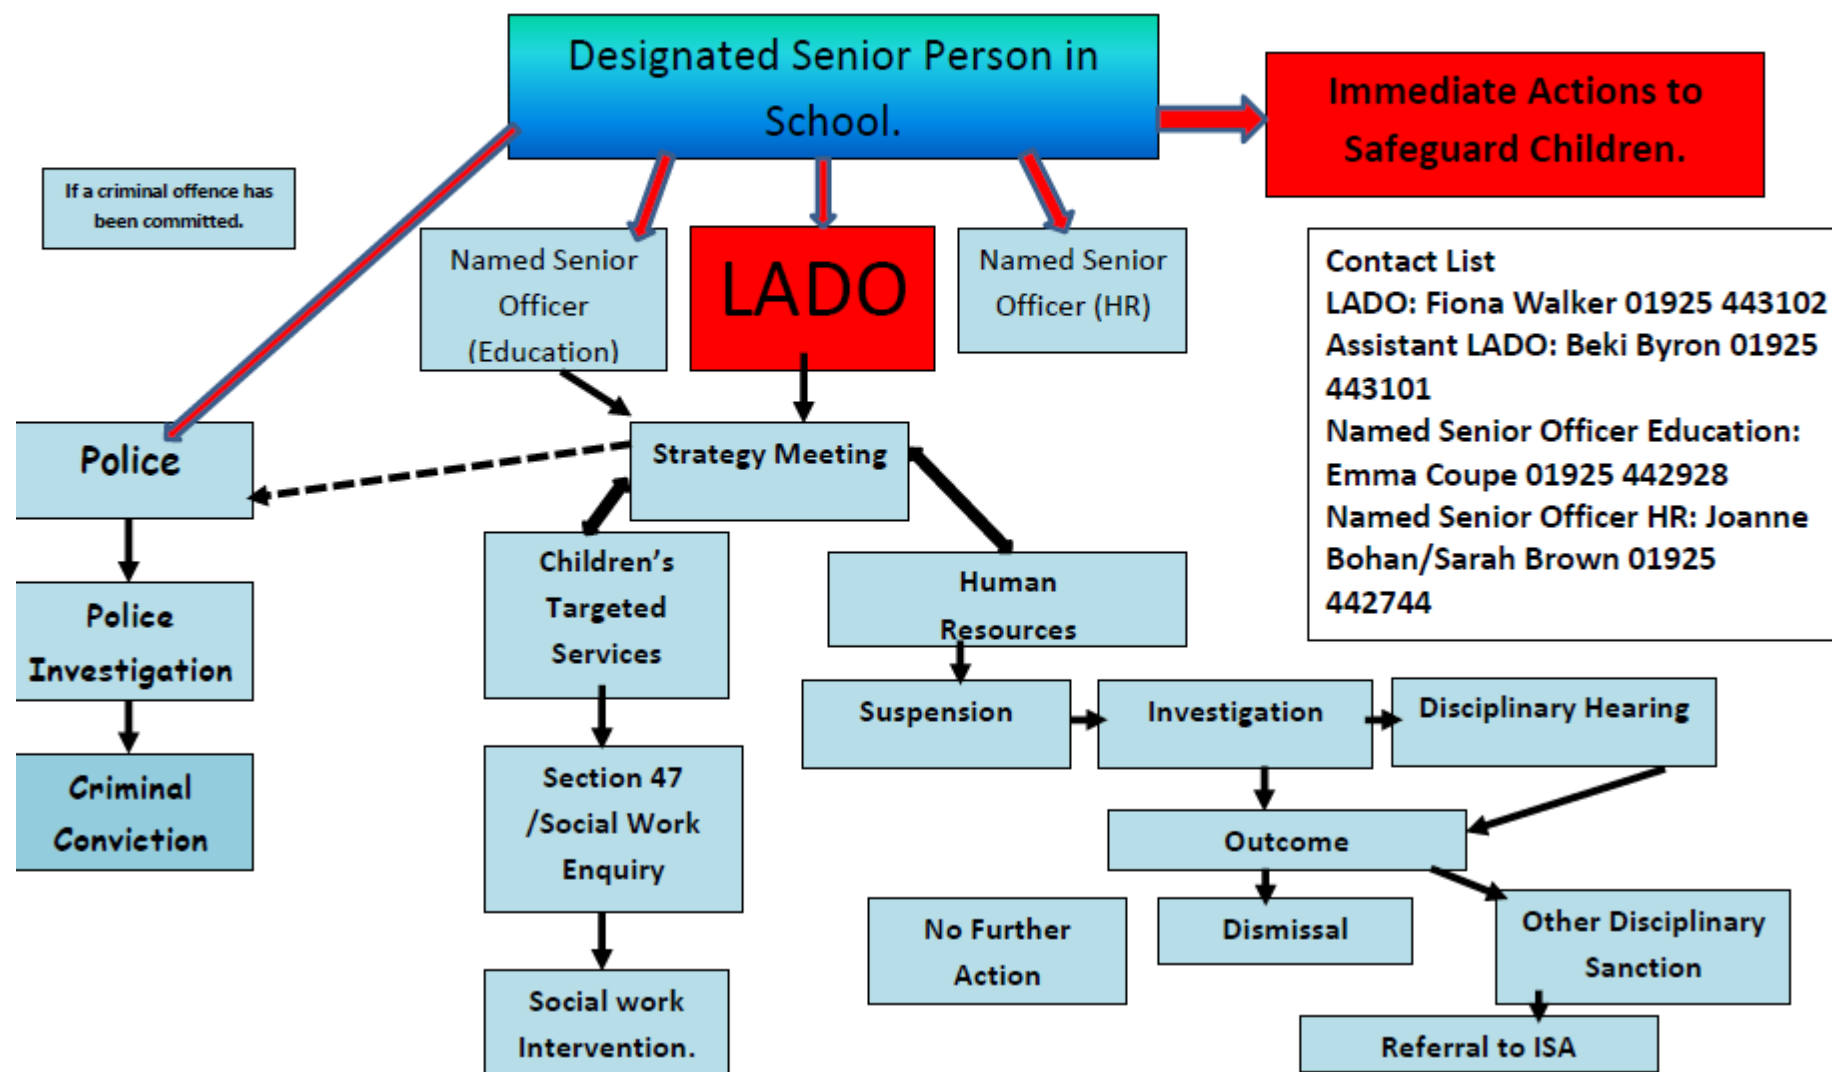 Designated Senior Person in
School.
Immediate Actions to
Safeguard Children.
If a criminal offence has
been committed.
Named Senior
Officer
(Education)
LADO
Named Senior
Officer (HR)
Contact List
LADO: Fiona Walker 01925 443102
Assistant LADO: Beki Byron 01925
443101
Named Senior Officer Education:
Emma Coupe 01925 442928
Named Senior Officer HR: Joanne
Bohan/Sarah Brown 01925
442744
Police
Strategy Meeting
Police
Investigation
Children’s
Targeted
Services
Human
Resources
Suspension
Investigation
Disciplinary Hearing
Criminal
Conviction
Section 47
/Social Work
Enquiry
Outcome
No Further
Action
Dismissal
Other Disciplinary
Sanction
Social work
Intervention.
Referral to ISA